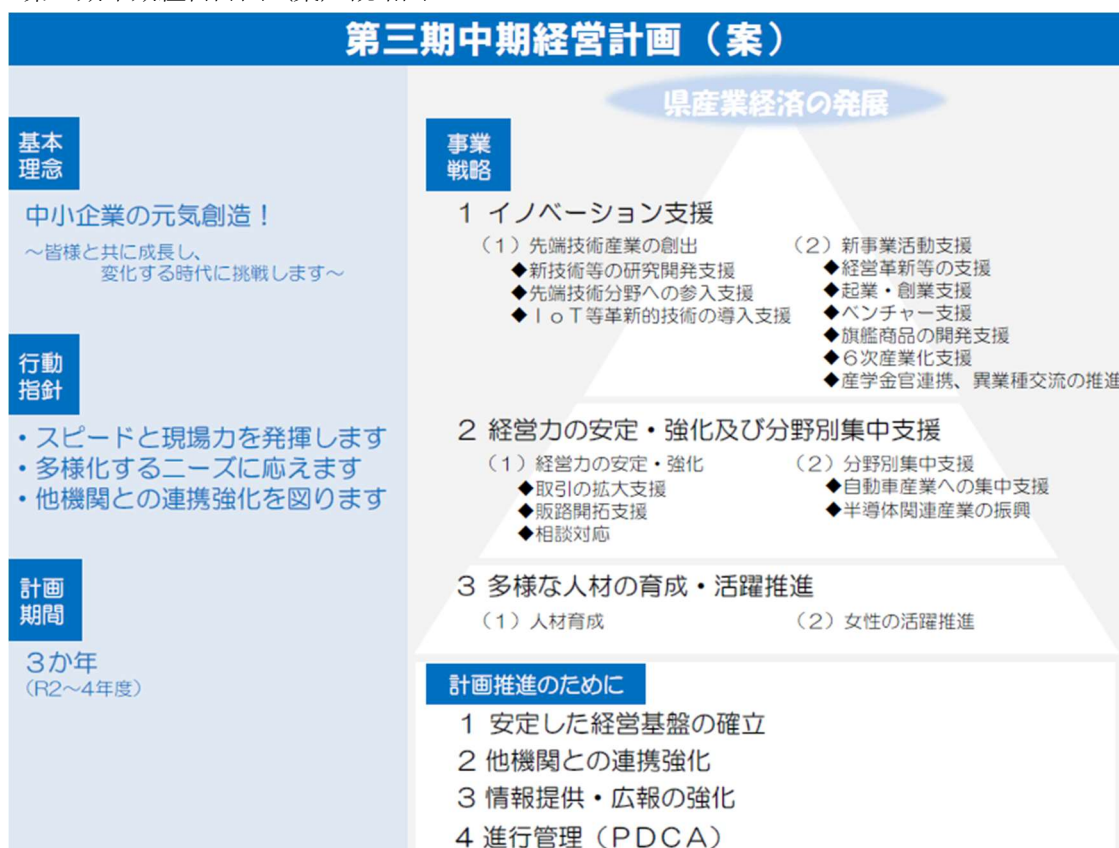 第三期中期経営計画（案）
基本
理念
中小企業の元気創造！
～皆様と共に成長し、
変化する時代に挑戦します～
行動
指針
・スピードと現場力を発揮します
・多様化するニーズに応えます
・他機関との連携強化を図ります
計画
期間
３か年
（R2～4年度）
県産業経済の発展
事業
戦略
１ イノベーション支援
（１）先端技術産業の創出
◆新技術等の研究開発支援
◆先端技術分野への参入支援
◆ＩｏＴ等革新的技術の導入支援
（２）新事業活動支援
◆経営革新等の支援
◆起業・創業支援
◆ベンチャー支援
◆旗艦商品の開発支援
◆６次産業化支援
◆産学金官連携、異業種交流の推進
２ 経営力の安定・強化及び分野別集中支援
（１）経営力の安定・強化
◆取引の拡大支援
◆販路開拓支援
◆相談対応
（２）分野別集中支援
◆自動車産業への集中支援
◆半導体関連産業の振興
３ 多様な人材の育成・活躍推進
（１）人材育成
（２）女性の活躍推進
計画推進のために
１ 安定した経営基盤の確立
２ 他機関との連携強化
３ 情報提供・広報の強化
４ 進行管理（ＰＤＣＡ）